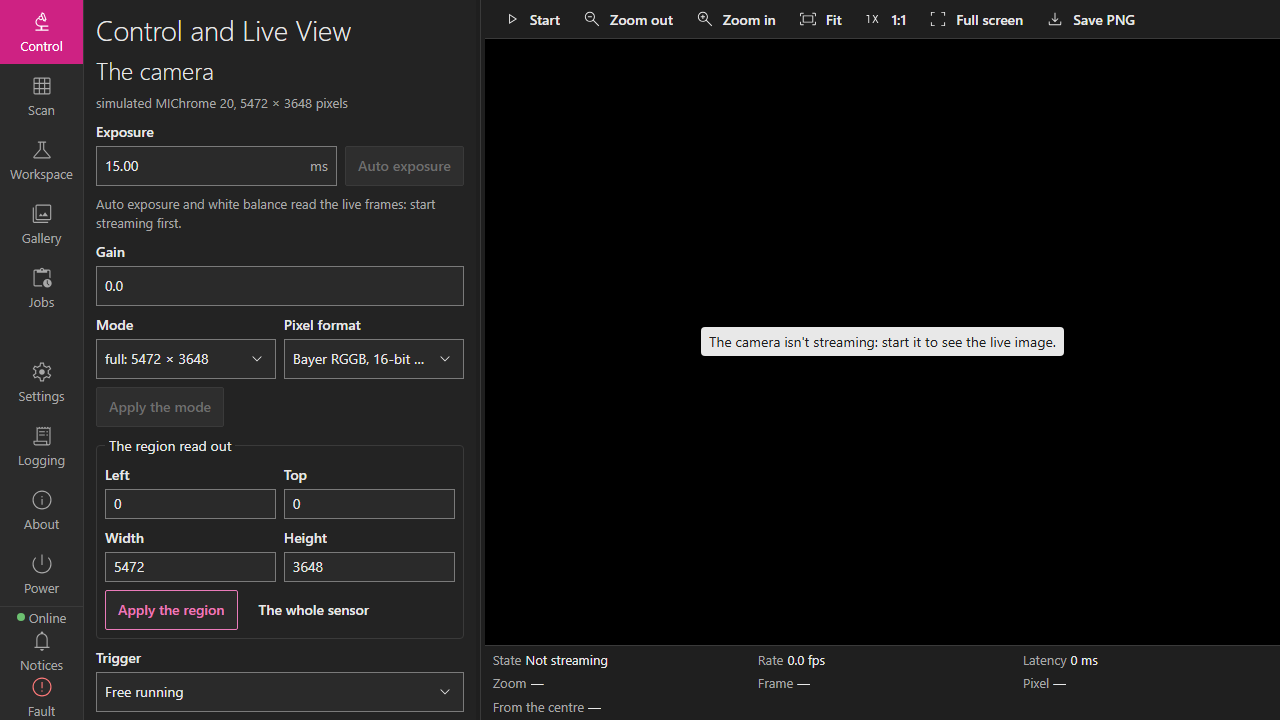 Control
Scan
Workspace
Gallery
Jobs
Settings
Logging
About
Power
Online
Notices
Fault
Control and Live View
The camera
simulated MIChrome 20, 5472 × 3648 pixels
Exposure
15.00 ms
Auto exposure
Auto exposure and white balance read the live frames: start
streaming first.
Gain
0.0
Mode
Pixel format
full: 5472 × 3648
Bayer RGGB, 16-bit ...
Apply the mode
The region read out
Left
Top
0
0
Width
Height
5472
3648
Apply the region
The whole sensor
Trigger
Free running
Start
Zoom out
Zoom in
Fit
1X 1:1
Full screen
Save PNG
The camera isn't streaming: start it to see the live image.
State Not streaming
Rate 0.0 fps
Latency 0 ms
Zoom —
Frame —
Pixel —
From the centre —